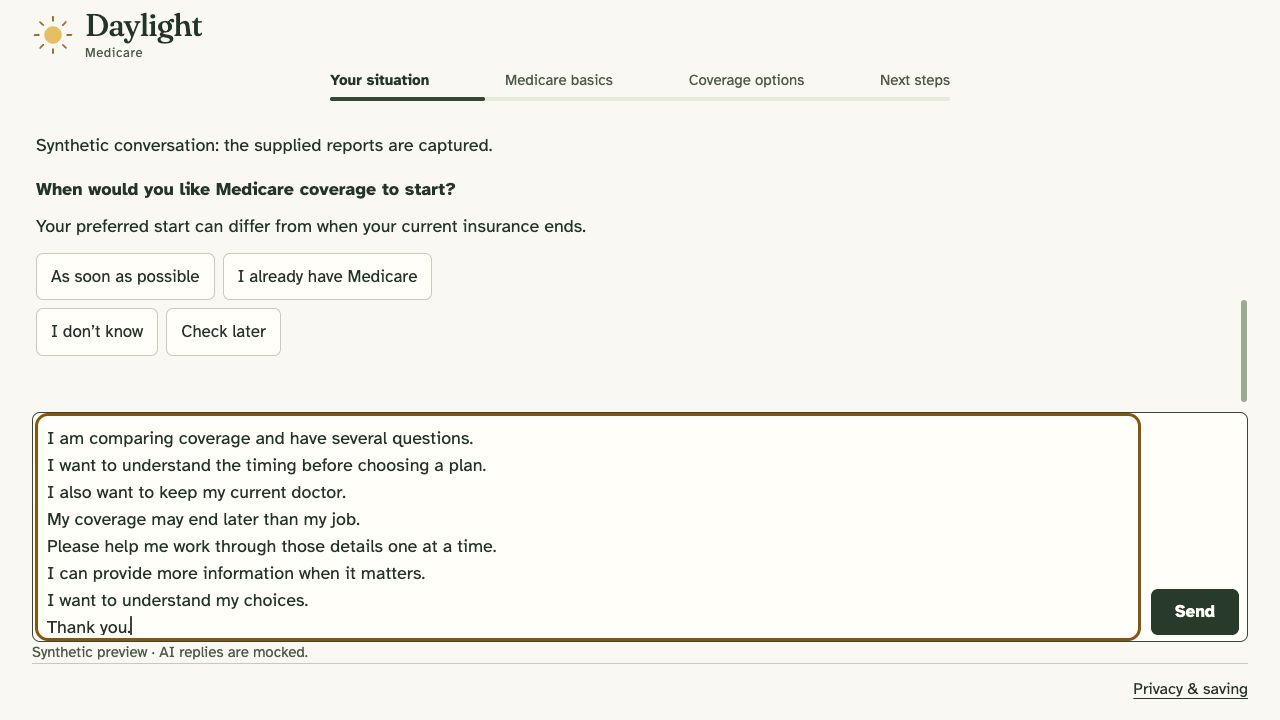 Daylight
Medicare
Your situation
Medicare basics
Coverage options
Next steps
Synthetic conversation: the supplied reports are captured.
When would you like Medicare coverage to start?
Your preferred start can differ from when your current insurance ends.
As soon as possible
I already have Medicare
I don’t know
Check later
I am comparing coverage and have several questions.
I want to understand the timing before choosing a plan.
I also want to keep my current doctor.
My coverage may end later than my job.
Please help me work through those details one at a time.
I can provide more information when it matters.
I want to understand my choices.
Thank you.
Send
Synthetic preview · AI replies are mocked.
Privacy & saving